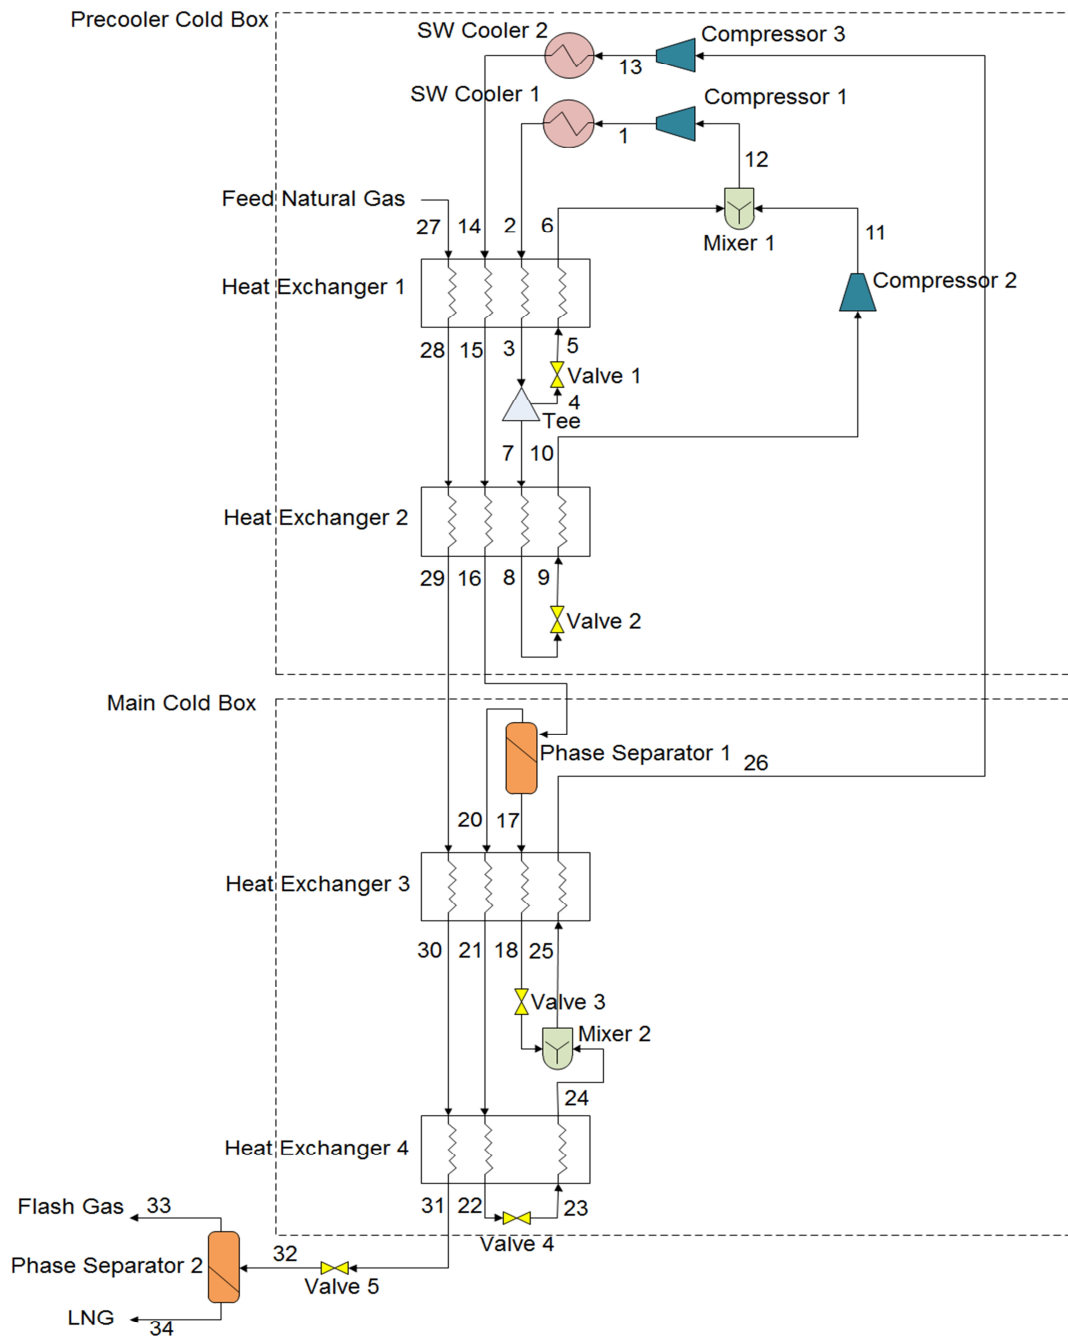 Precooler Cold Box
SW Cooler 2
Compressor 3
13
SW Cooler 1
Compressor 1
1
12
Feed Natural Gas
27
14
2
6
Mixer 1
11
Heat Exchanger 1
Compressor 2
28
15
3
5
Valve 1
4
Tee
7
10
Heat Exchanger 2
29
16
8
9
Valve 2
Main Cold Box
Phase Separator 1
26
20
17
Heat Exchanger 3
30
21
18
25
Valve 3
Mixer 2
24
Heat Exchanger 4
31
22
23
Flash Gas
33
Valve 4
32
Phase Separator 2
Valve 5
LNG
34